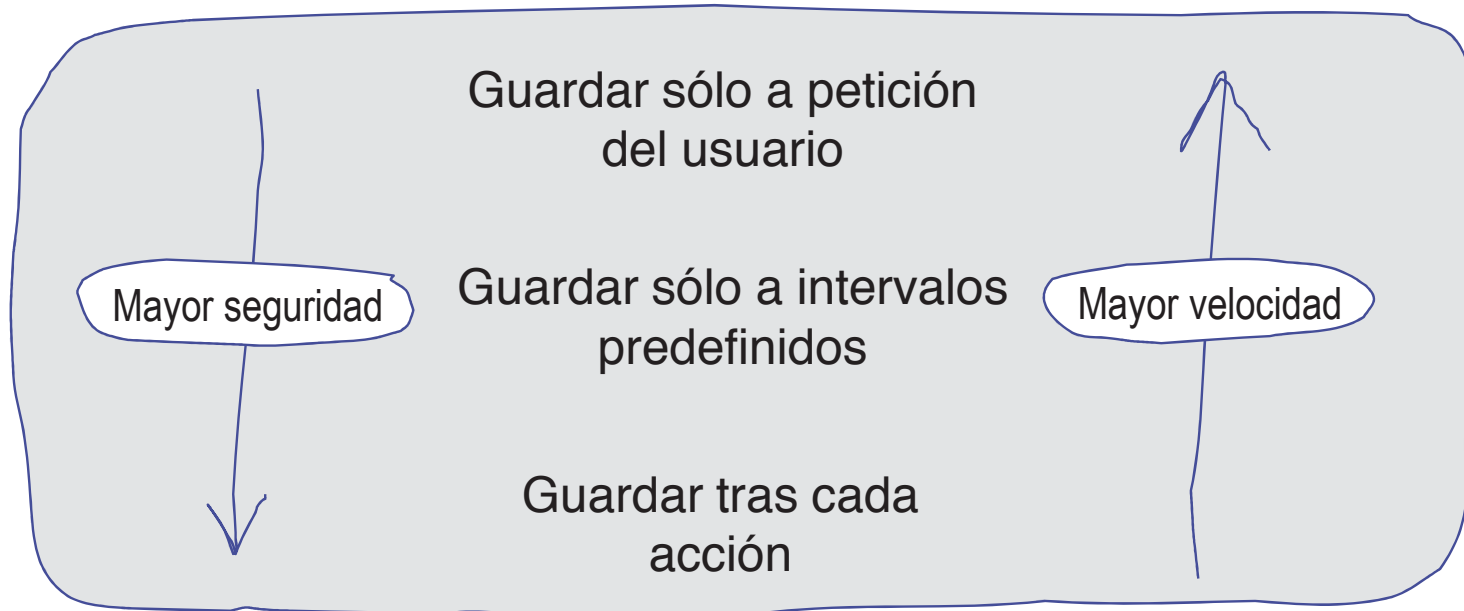 Guardar sólo a petición
del usuario
Mayor seguridad
Guardar sólo a intervalos
predefinidos
Mayor velocidad
Guardar tras cada
acción